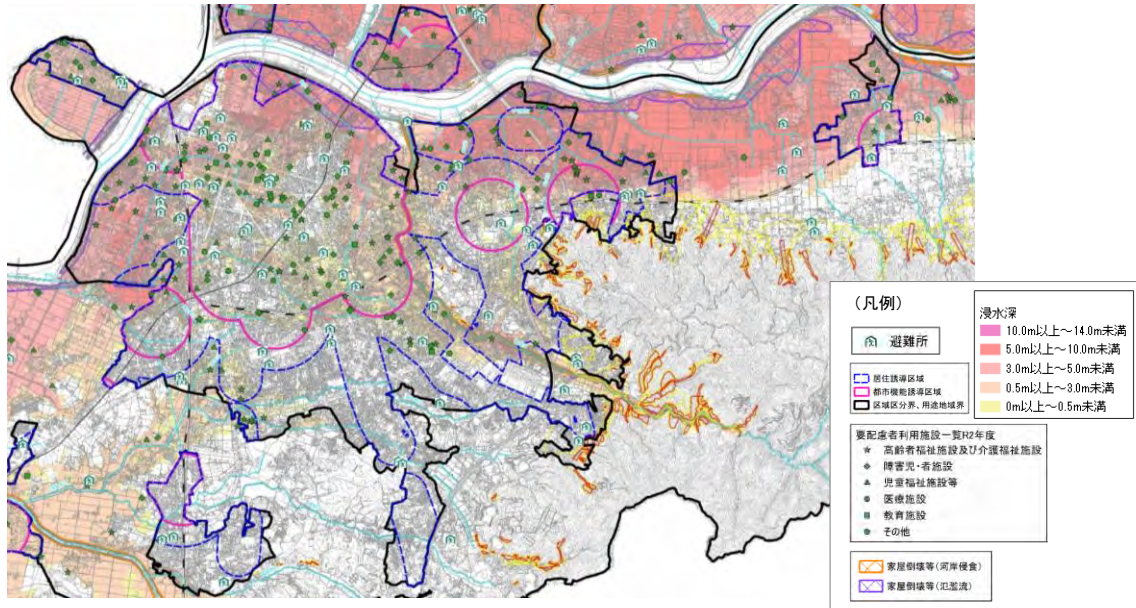 (凡例)
避難所
居住誘導区域
都市機能誘導区域
区域区分界、用途地域界
要配慮者利用施設一覧R2年度
高齢者福祉施設及び介護福祉施設
障害児・者施設
児童福祉施設等
医療施設
教育施設
その他
家屋倒壊等(河岸侵食)
家屋倒壊等(氾濫流)
浸水深
10.0m以上～14.0m未満
5.0m以上～10.0m未満
3.0m以上～5.0m未満
0.5m以上～3.0m未満
0m以上～0.5m未満